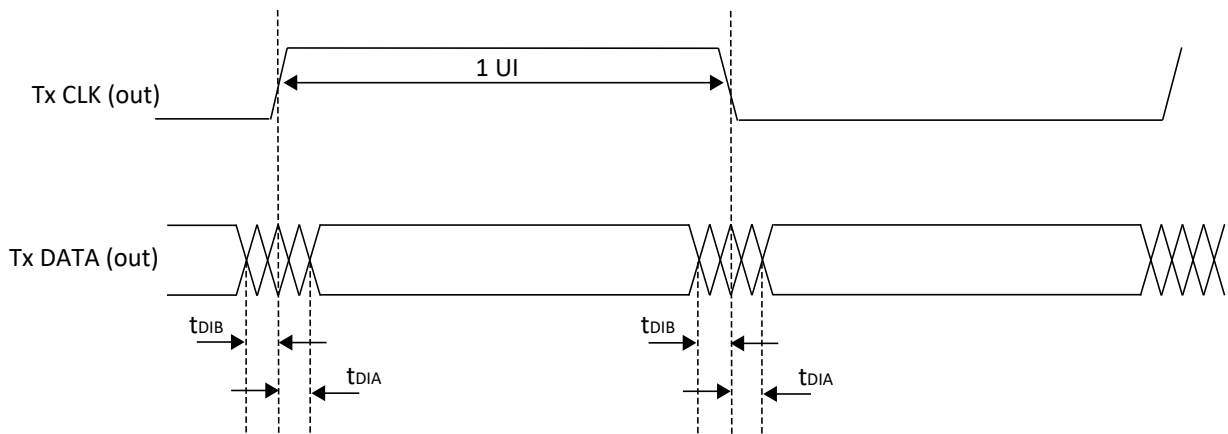 1 UI
Tx CLK (out)
Tx DATA (out)
tDIB
tDIB
tDIA
tDIA